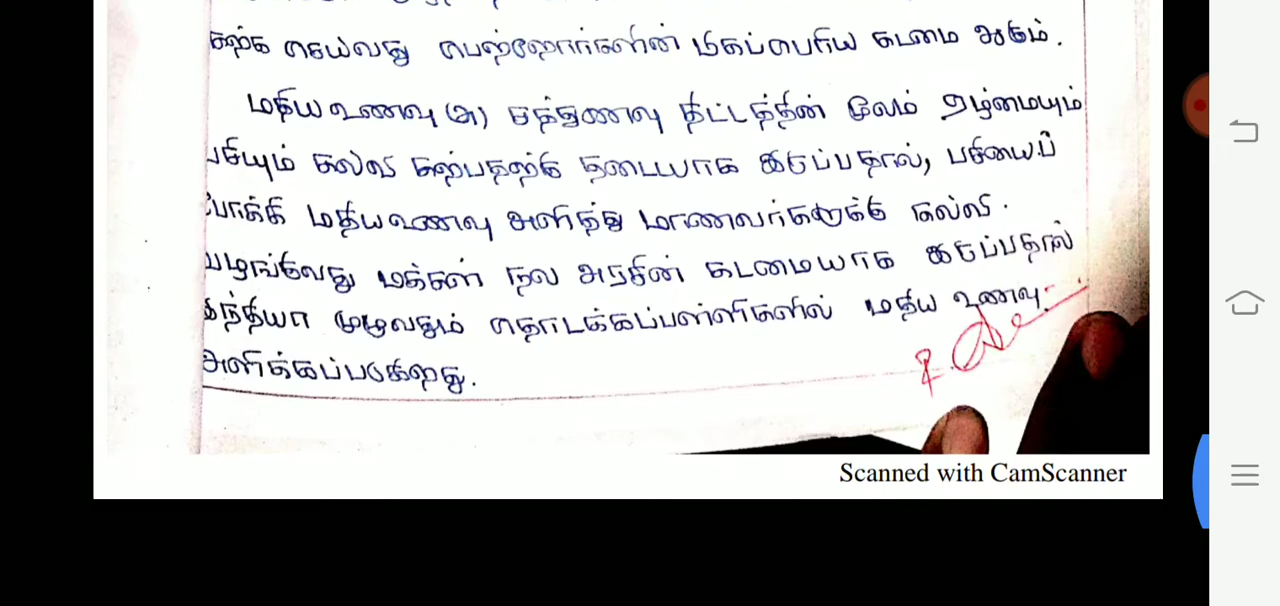 கற்க செய்வது பெற்றோர்களின் மிகப்பெரிய கடமை ஆகும்.
மதிய உணவு (அ) சத்துணவு திட்டத்தின் மூலம் ஏழ்மையும்
பசியும் கல்வி கற்பதற்கு தடையாக இருப்பதால், பசியைப்
போக்கி மதியஉணவு அளித்து மாணவர்களுக்கு கல்வி.
வழங்குவது மக்கள் நல அரசின் கடமையாக இருப்பதால்
இந்தியா முழுவதும் தொடக்கப்பள்ளிகளில் மதிய உணவு
அளிக்கப்படுகிறது.
Scanned with CamScanner